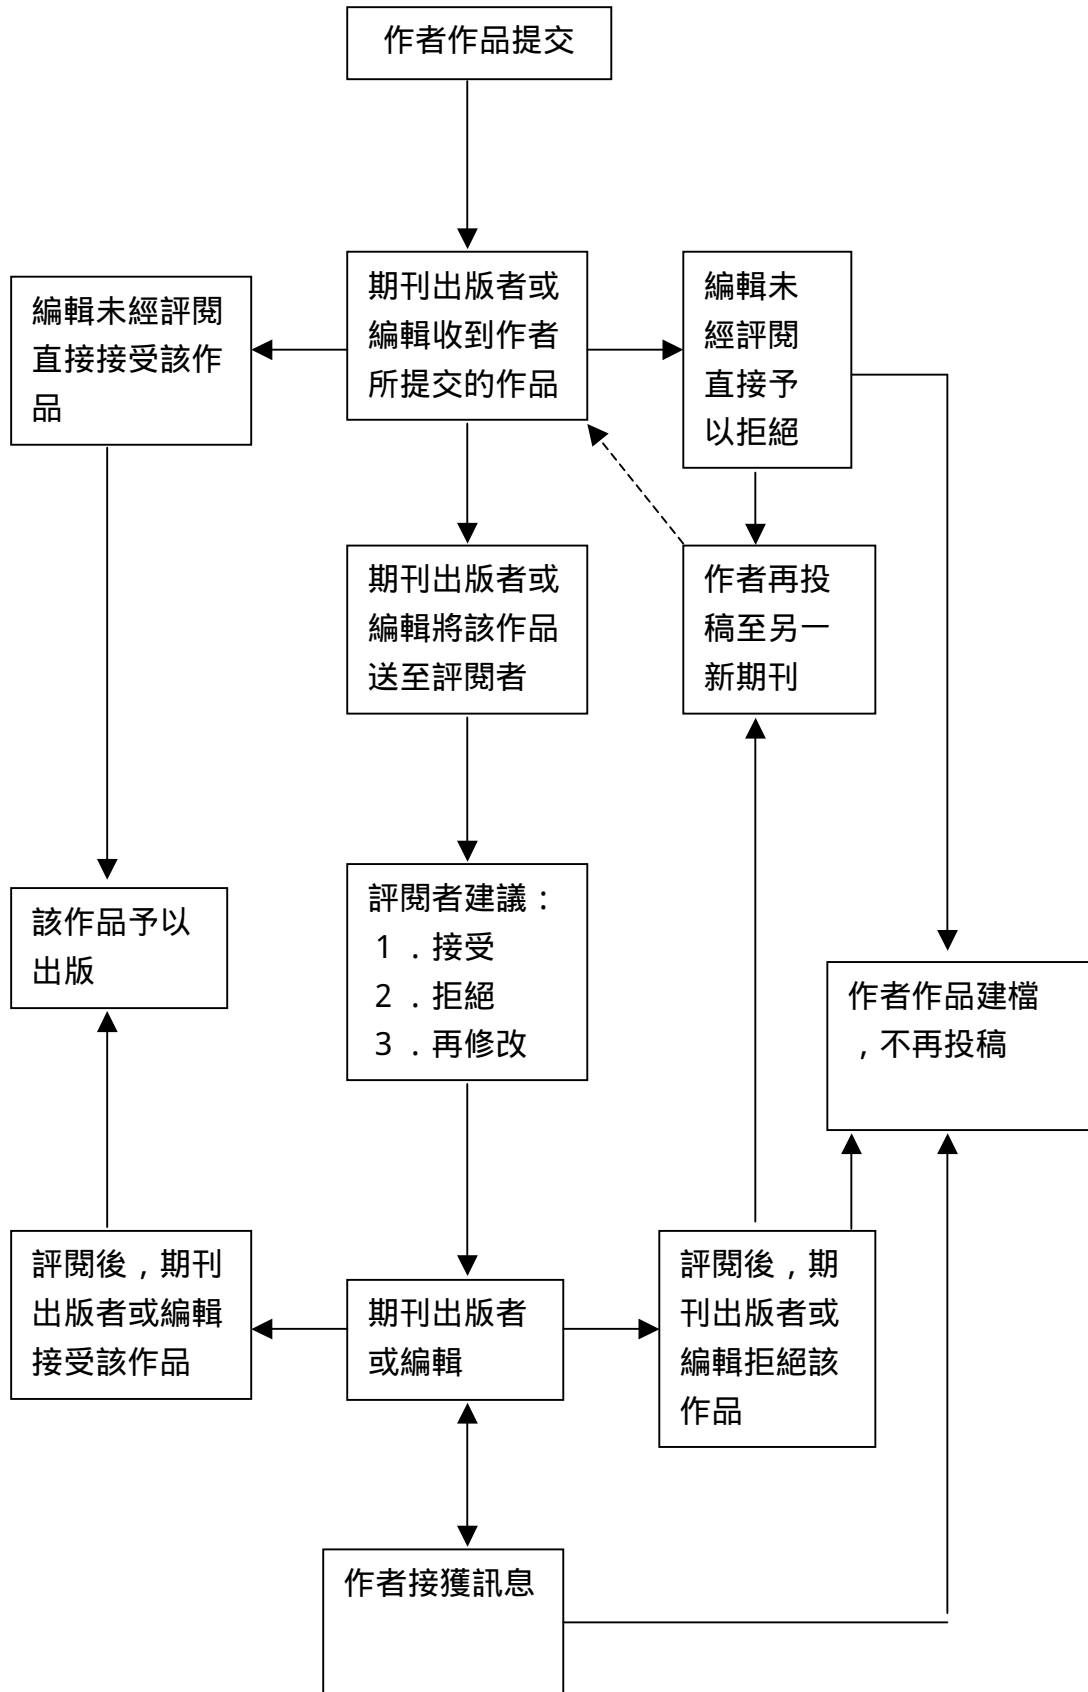 作者作品提交
編輯未經評閱
直接接受該作
品
期刊出版者或
編輯收到作者
所提交的作品
編輯未
經評閱
直接予
以拒絕
期刊出版者或
編輯將該作品
送至評閱者
作者再投
稿至另一
新期刊
該作品予以
出版
評閱者建議：
１．接受
２．拒絕
３．再修改
作者作品建檔
，不再投稿
評閱後，期刊
出版者或編輯
接受該作品
期刊出版者
或編輯
評閱後，期
刊出版者或
編輯拒絕該
作品
作者接獲訊息